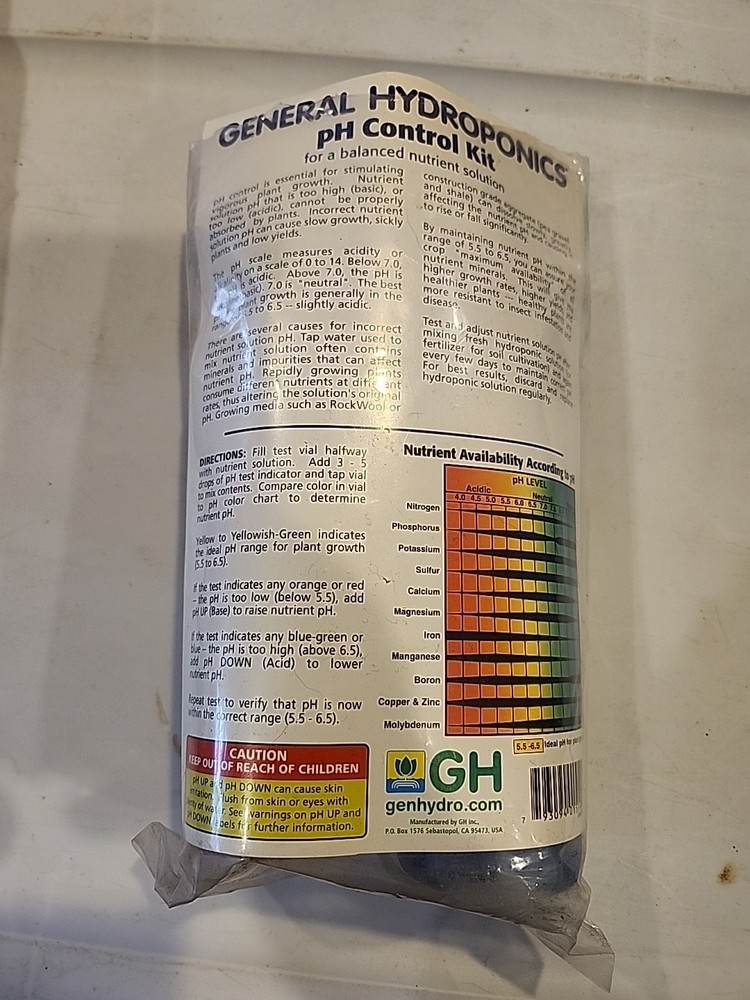 GENERAL HYDROPONICS
pH Control Kit
for a balanced nutrient solution
pH control is essential for stimulating
vigorous plant growth. Nutrient
solution pH that is too high (basic), or
too low (acidic), cannot be properly
absorbed by plants. Incorrect nutrient
solution pH can cause slow growth, sickly
plants and low yields.
The pH scale measures acidity or
on a scale of 0 to 14. Below 7.0,
is acidic. Above 7.0, the pH is
7.0 is "neutral". The best
growth is generally in the
to 6.5 -- slightly acidic.
There are several causes for incorrect
nutrient solution pH. Tap water used to
mix nutrient solution often contains
minerals and impurities that can affect
nutrient pH. Rapidly growing plants
consume different nutrients at different
rates, thus altering the solution's original
pH. Growing media such as RockWool or
construction grade aggregate
and shale) can
affecting the nutrient pH
to rise or fall significantly.
By maintaining nutrient pH within the
range of 5.5 to 6.5, you can
crop "maximum availability" of
nutrient minerals. This will
higher growth rates, higher
healthier plants -- healthy plants
more resistant to insect infestation
disease.
Test and adjust nutrient solution
mixing fresh hydroponic
fertilizer for soil cultivation) and
every few days to maintain
For best results, discard and
hydroponic solution regularly.
DIRECTIONS: Fill test vial halfway
with nutrient solution. Add 3 - 5
drops of pH test indicator and tap vial
to mix contents. Compare color in vial
to pH color chart to determine
nutrient pH.
Yellow to Yellowish-Green indicates
the ideal pH range for plant growth
(5.5 to 6.5).
If the test indicates any orange or red
– the pH is too low (below 5.5), add
pH UP (Base) to raise nutrient pH.
If the test indicates any blue-green or
blue – the pH is too high (above 6.5),
add pH DOWN (Acid) to lower
nutrient pH.
Repeat test to verify that pH is now
within the correct range (5.5 - 6.5).
Nutrient Availability According to pH
pH LEVEL
Acidic Neutral
4.0 4.5 5.0 5.5 6.0 6.5 7.0
Nitrogen
Phosphorus
Potassium
Sulfur
Calcium
Magnesium
Iron
Manganese
Boron
Copper & Zinc
Molybdenum
5.5 -6.5 Ideal pH for
CAUTION
KEEP OUT OF REACH OF CHILDREN
pH UP and pH DOWN can cause skin
irritation. Flush from skin or eyes with
plenty of water. See warnings on pH UP and
pH DOWN labels for further information.
GH
genhydro.com
Manufactured by GH Inc.,
P.O. Box 1576 Sebastopol, CA 95473, USA
7